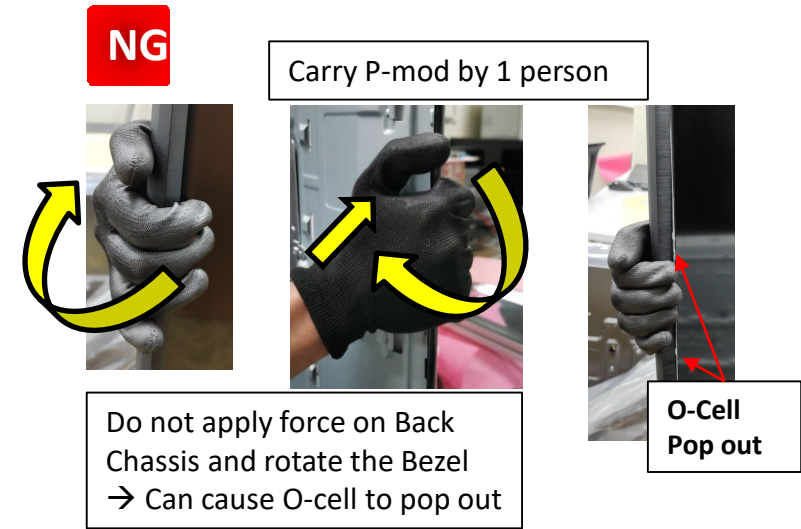 NG
Carry P-mod by 1 person
Do not apply force on Back
Chassis and rotate the Bezel
→ Can cause O-cell to pop out
O-Cell
Pop out